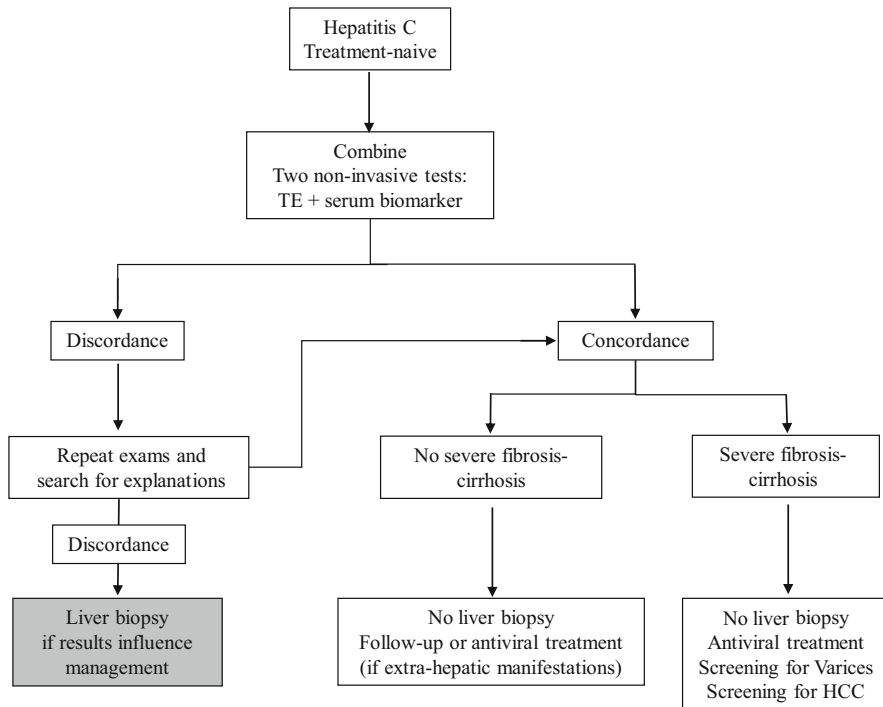 Hepatitis C
Treatment-naive
Combine
Two non-invasive tests:
TE + serum biomarker
Discordance
Concordance
Repeat exams and
search for explanations
No severe fibrosis-
cirrhosis
Severe fibrosis-
cirrhosis
Discordance
Liver biopsy
if results influence
management
No liver biopsy
Follow-up or antiviral treatment
(if extra-hepatic manifestations)
No liver biopsy
Antiviral treatment
Screening for Varices
Screening for HCC